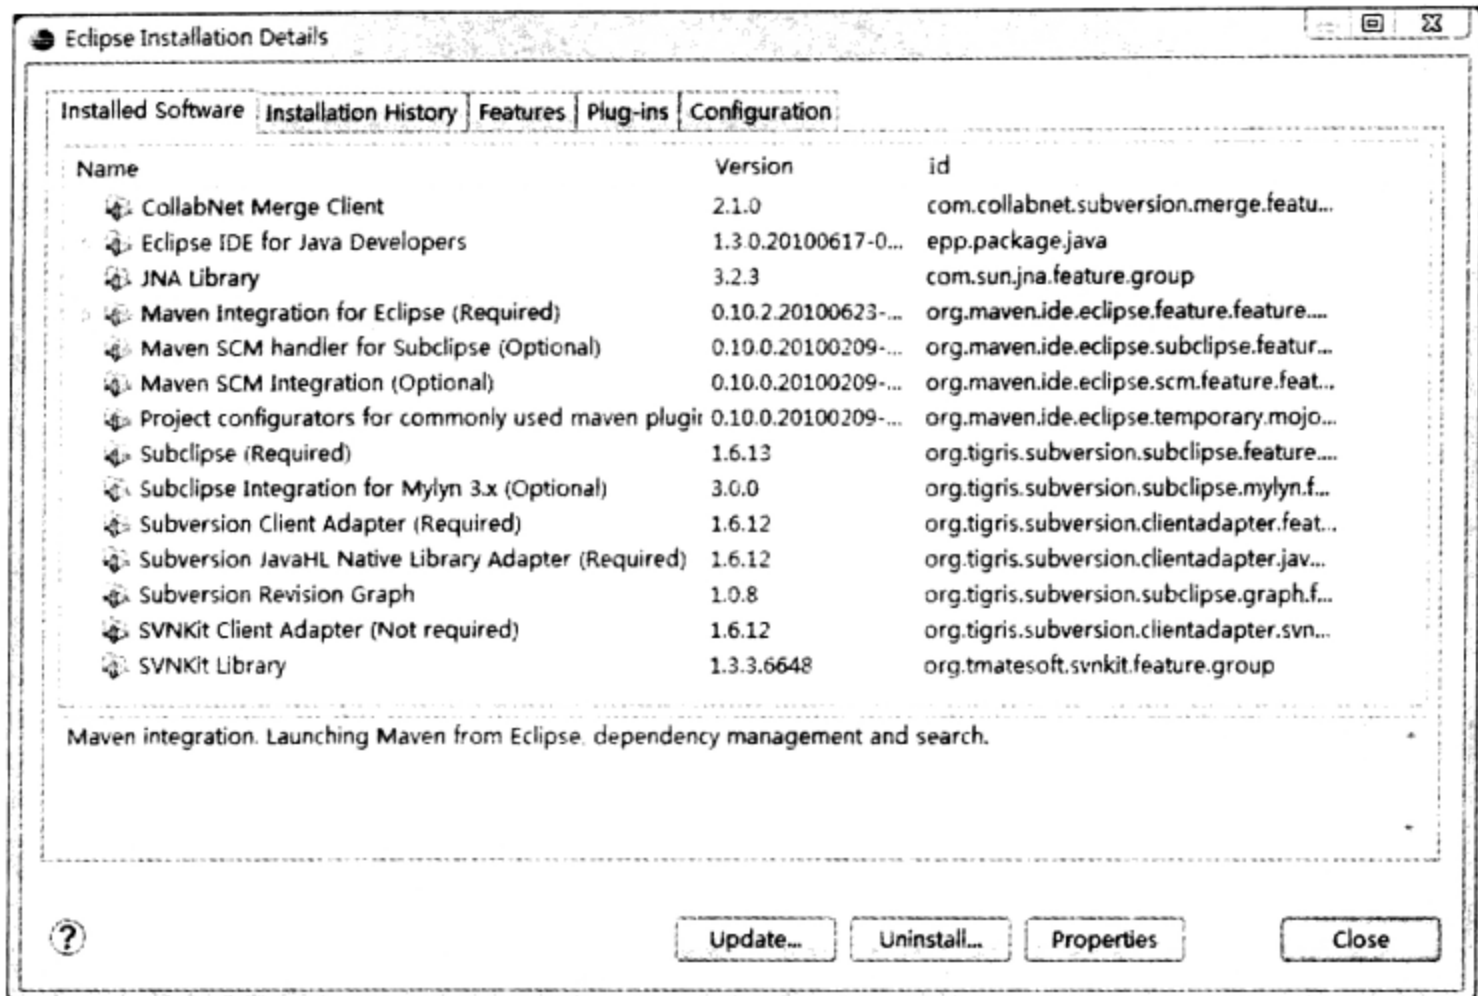 Eclipse Installation Details
Installed Software Installation History Features Plug-ins Configuration
Name Version id
CollabNet Merge Client 2.1.0 com.collabnet.subversion.merge.featu...
Eclipse IDE for Java Developers 1.3.0.20100617-0... epp.package.java
JNA Library 3.2.3 com.sun.jna.feature.group
Maven Integration for Eclipse (Required) 0.10.2.20100623-... org.maven.ide.eclipse.feature.feature....
Maven SCM handler for Subclipse (Optional) 0.10.0.20100209-... org.maven.ide.eclipse.subclipse.featur...
Maven SCM Integration (Optional) 0.10.0.20100209-... org.maven.ide.eclipse.scm.feature.feat...
Project configurators for commonly used maven plugin 0.10.0.20100209-... org.maven.ide.eclipse.temporary.mojo...
Subclipse (Required) 1.6.13 org.tigris.subversion.subclipse.feature....
Subclipse Integration for Mylyn 3.x (Optional) 3.0.0 org.tigris.subversion.subclipse.mylyn.f...
Subversion Client Adapter (Required) 1.6.12 org.tigris.subversion.clientadapter.feat...
Subversion JavaHL Native Library Adapter (Required) 1.6.12 org.tigris.subversion.clientadapter.jav...
Subversion Revision Graph 1.0.8 org.tigris.subversion.subclipse.graph.f...
SVNKit Client Adapter (Not required) 1.6.12 org.tigris.subversion.clientadapter.svn...
SVNKit Library 1.3.3.6648 org.tmatesoft.svnkit.feature.group
Maven integration. Launching Maven from Eclipse, dependency management and search.
? Update... Uninstall... Properties Close